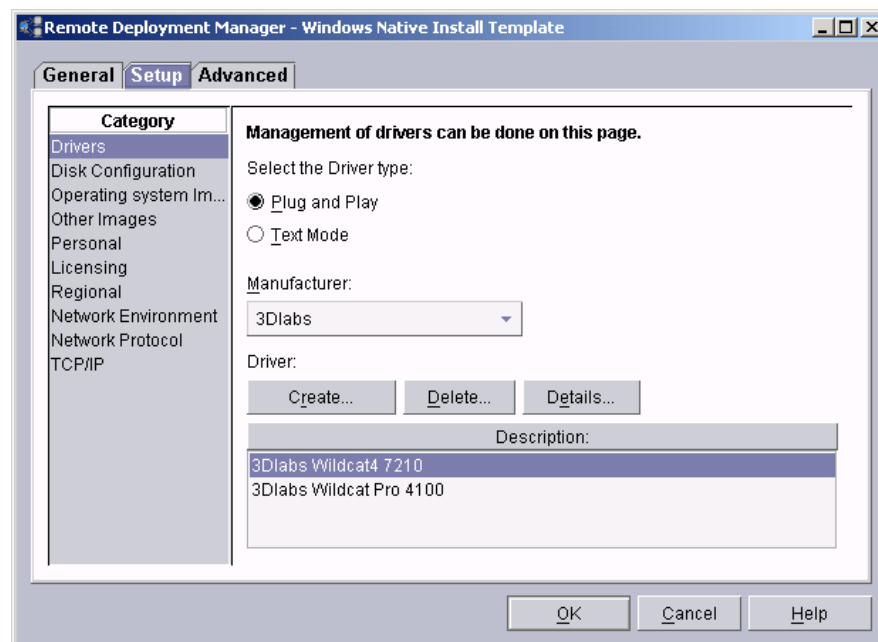 Remote Deployment Manager - Windows Native Install Template
General Setup Advanced
Category
Drivers
Disk Configuration
Operating system Im...
Other Images
Personal
Licensing
Regional
Network Environment
Network Protocol
TCP/IP
Management of drivers can be done on this page.
Select the Driver type:
Plug and Play
Text Mode
Manufacturer:
3Dlabs
Driver:
Create... Delete... Details...
Description:
3Dlabs Wildcat4 7210
3Dlabs Wildcat Pro 4100
OK Cancel Help